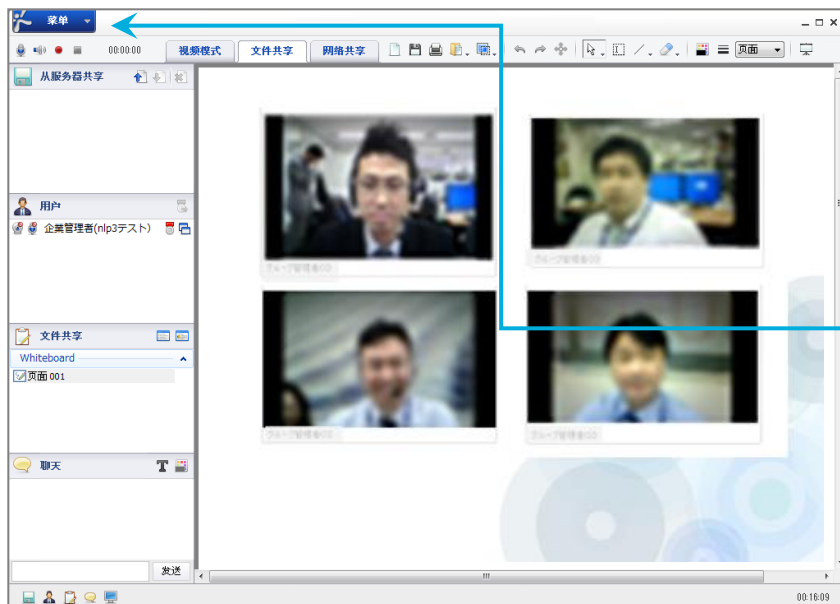 菜单
00:00:00
视频模式
文件共享
网络共享
页面
从服务器共享
用户
企業管理者(nlp3テスト)
文件共享
Whiteboard
页面 001
聊天
T
发送
00:16:09